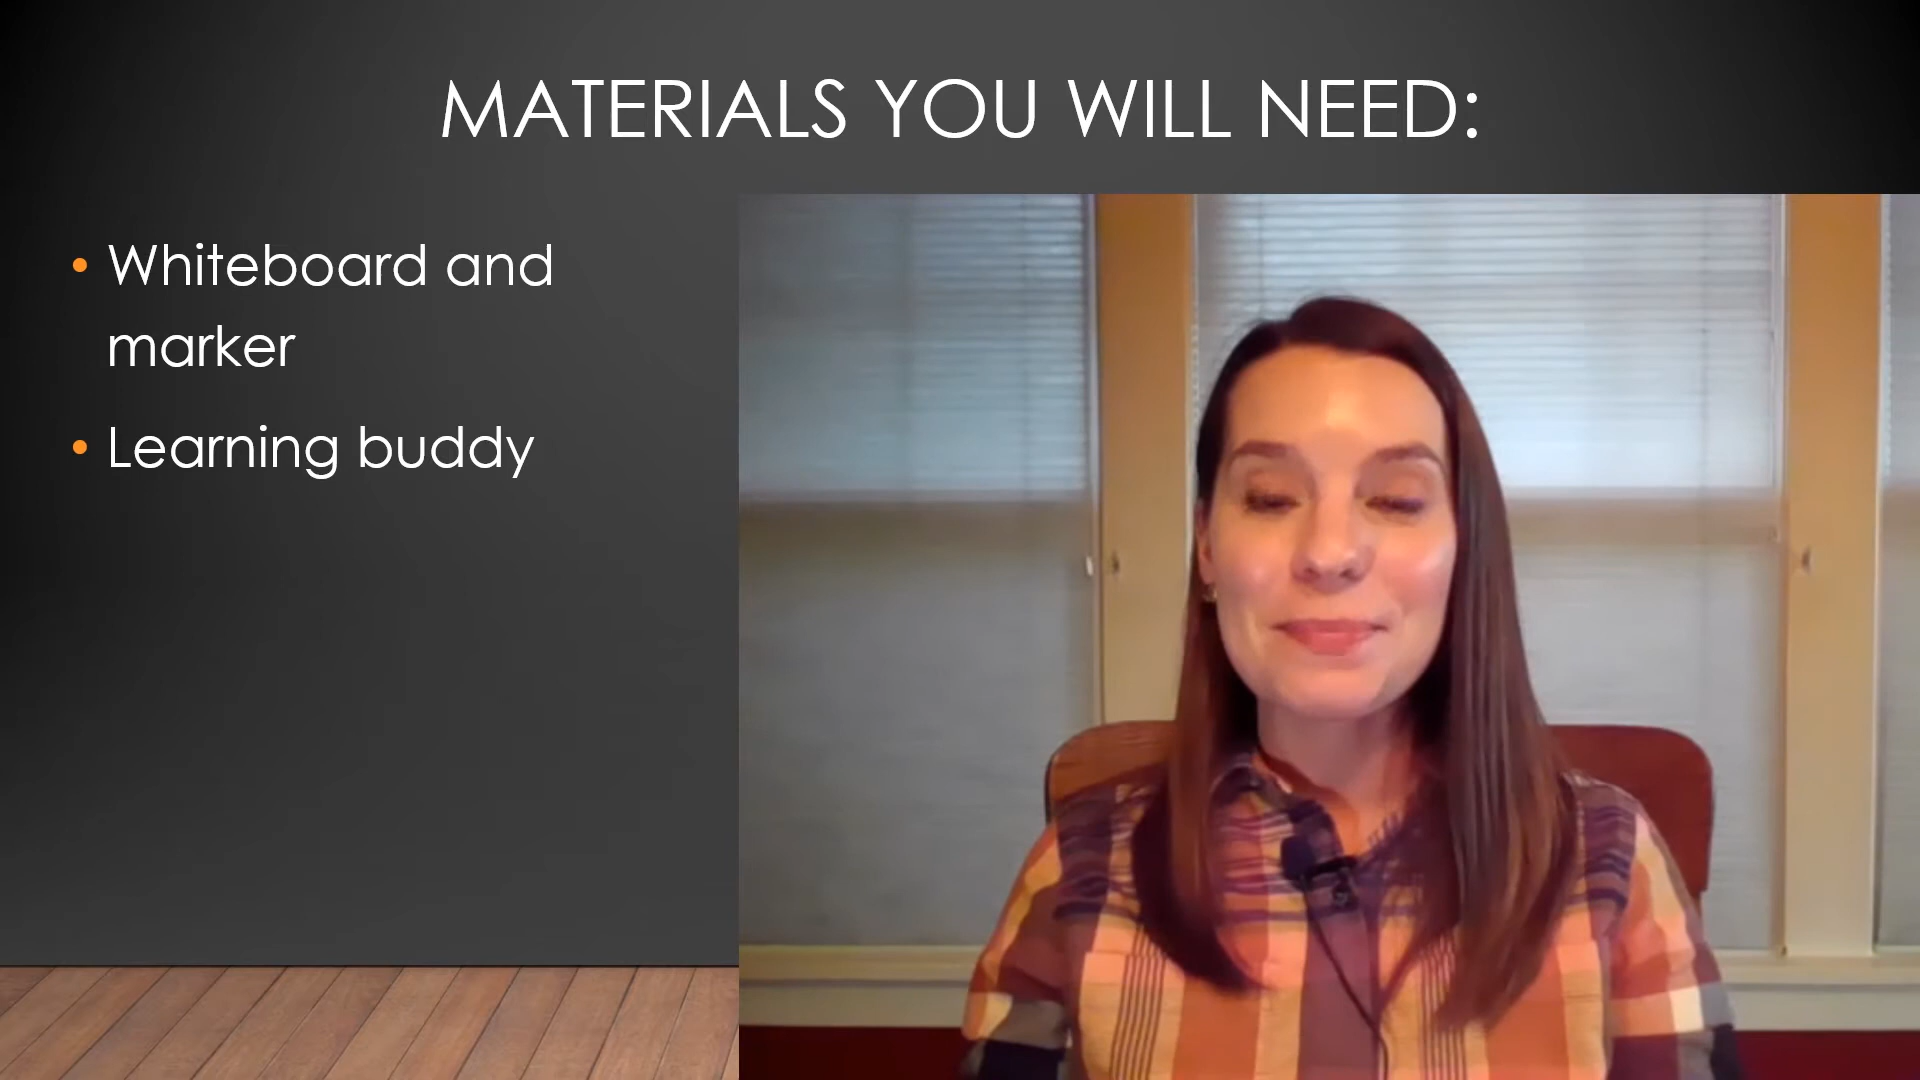 MATERIALS YOU WILL NEED:
• Whiteboard and
marker
• Learning buddy